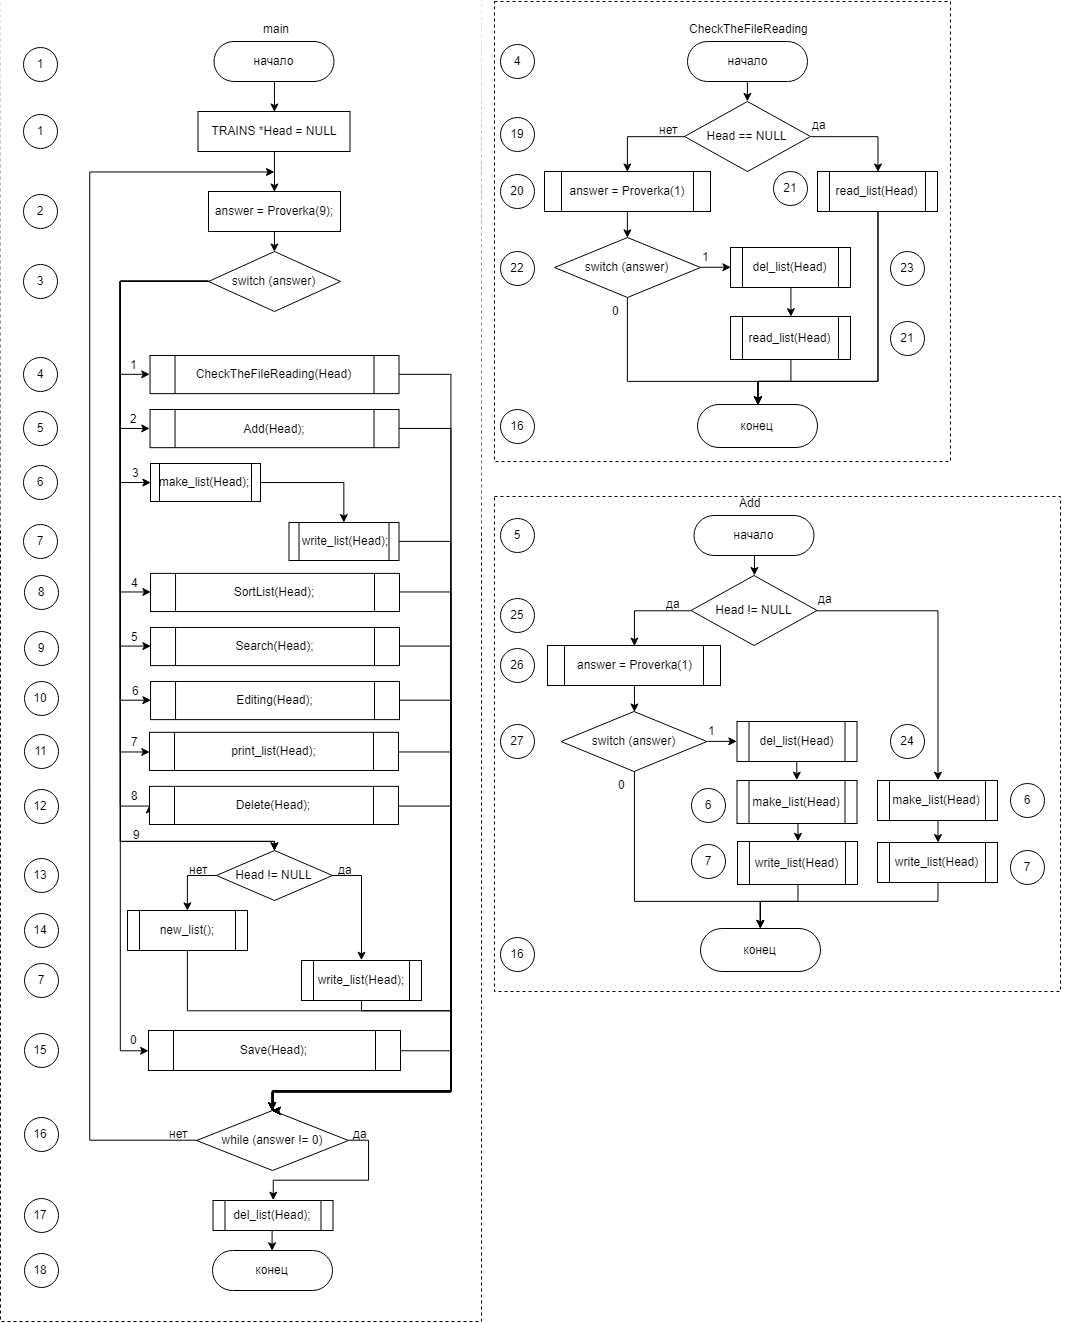 main
1
начало
1
TRAINS *Head = NULL
2
answer = Proverka(9);
3
switch (answer)
4
1
CheckTheFileReading(Head)
5
2
Add(Head);
6
3
make_list(Head);
7
write_list(Head);
8
4
SortList(Head);
9
5
Search(Head);
10
6
Editing(Head);
11
7
print_list(Head);
12
8
Delete(Head);
9
13
нет
Head != NULL
да
14
new_list();
7
write_list(Head);
15
0
Save(Head);
16
нет
while (answer != 0)
да
17
del_list(Head);
18
конец
CheckTheFileReading
4
начало
19
нет
Head == NULL
да
20
answer = Proverka(1)
21
read_list(Head)
22
switch (answer)
1
del_list(Head)
23
0
read_list(Head)
21
16
конец
Add
5
начало
25
да
Head != NULL
да
26
answer = Proverka(1)
27
switch (answer)
1
del_list(Head)
24
0
6
make_list(Head)
make_list(Head)
6
7
write_list(Head)
write_list(Head)
7
16
конец